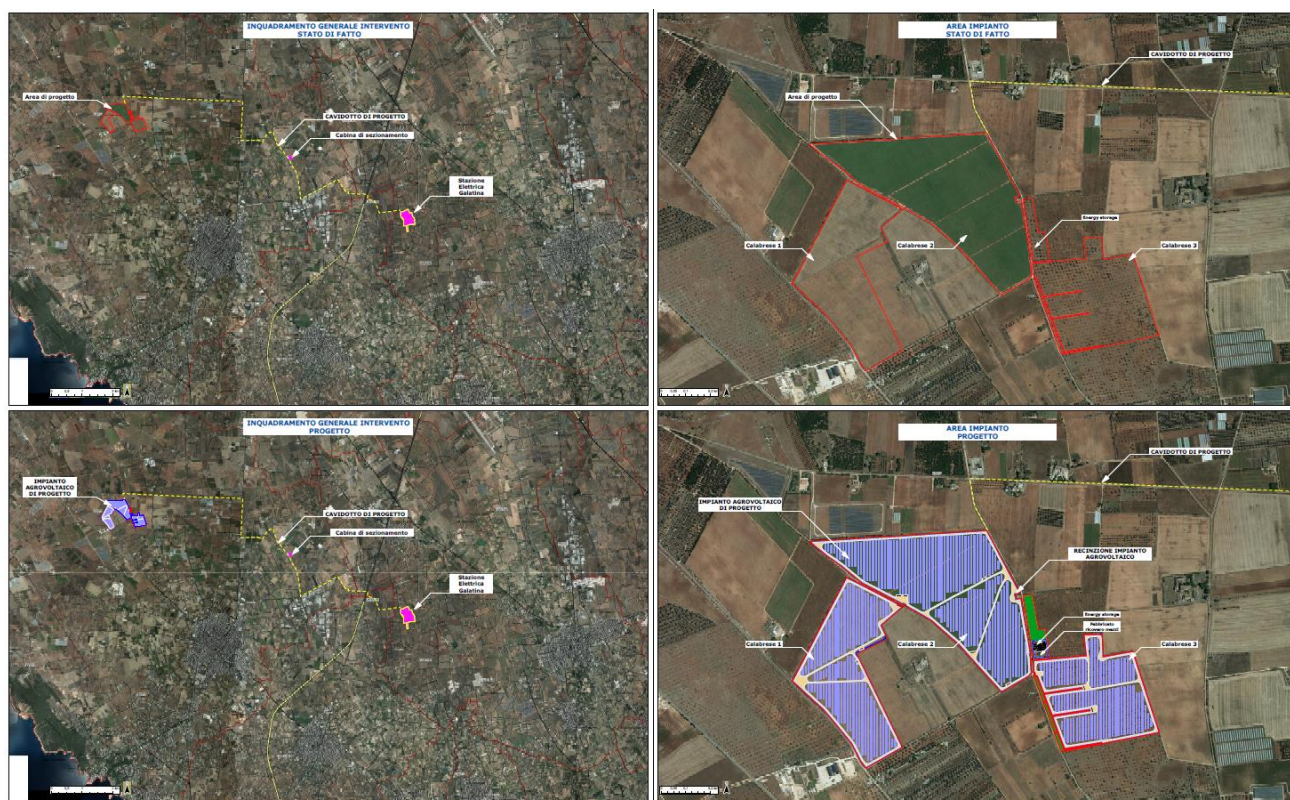 INQUADRAMENTO GENERALE INTERVENTO
STATO DI FATTO
Area di progetto
CAVIDOTTO DI PROGETTO
Cabina di sezionamento
Stazione
Elettrica
Galatina
AREA IMPIANTO
STATO DI FATTO
CAVIDOTTO DI PROGETTO
Area di progetto
Energy storage
Calabrese 1
Calabrese 2
Calabrese 3
INQUADRAMENTO GENERALE INTERVENTO
PROGETTO
IMPIANTO
AGROVOLTAICO
DI PROGETTO
CAVIDOTTO DI PROGETTO
Cabina di sezionamento
Stazione
Elettrica
Galatina
AREA IMPIANTO
PROGETTO
CAVIDOTTO DI PROGETTO
IMPIANTO AGROVOLTAICO
DI PROGETTO
RECINZIONE IMPIANTO
AGROVOLTAICO
Energy storage
Fabbricato
ricovero mezzi
Calabrese 1
Calabrese 2
Calabrese 3